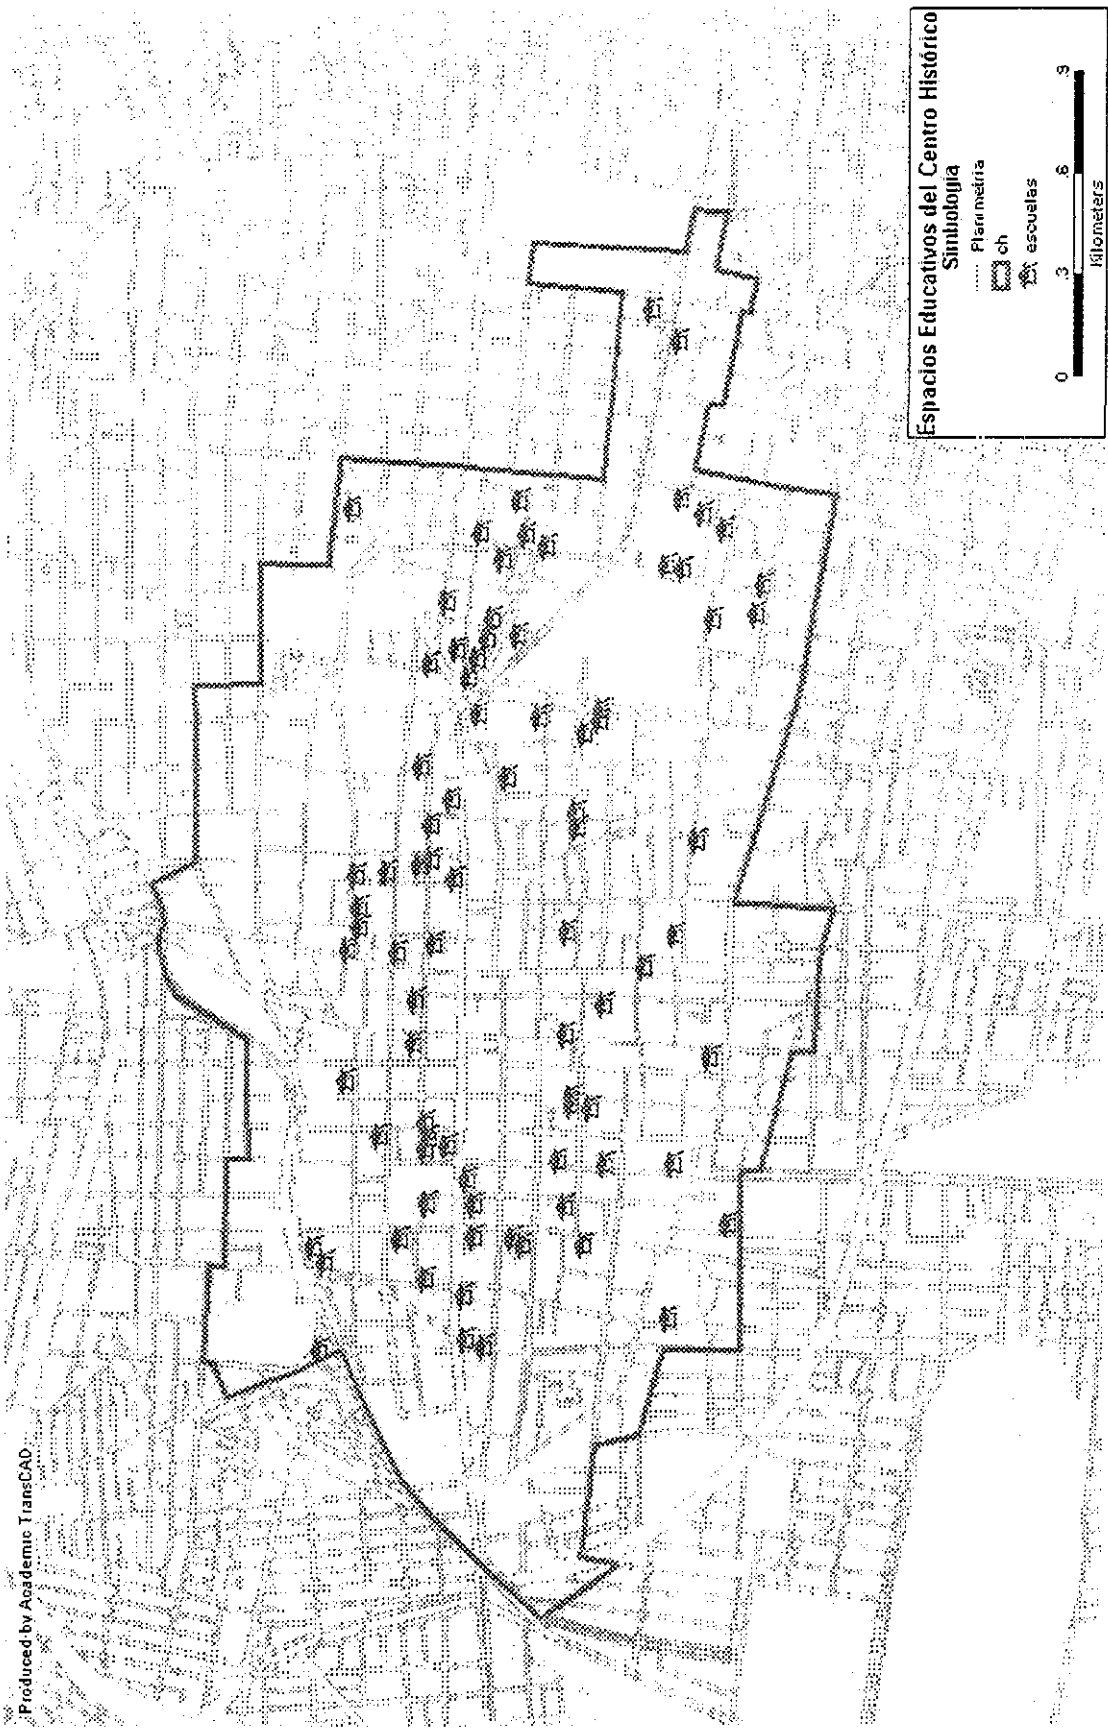 Produced by Academic TransCAD
Espacios Educativos del Centro Histórico
Simbología
Planimetría
ch
escuelas
0 .3 .6 .9
Kilometers